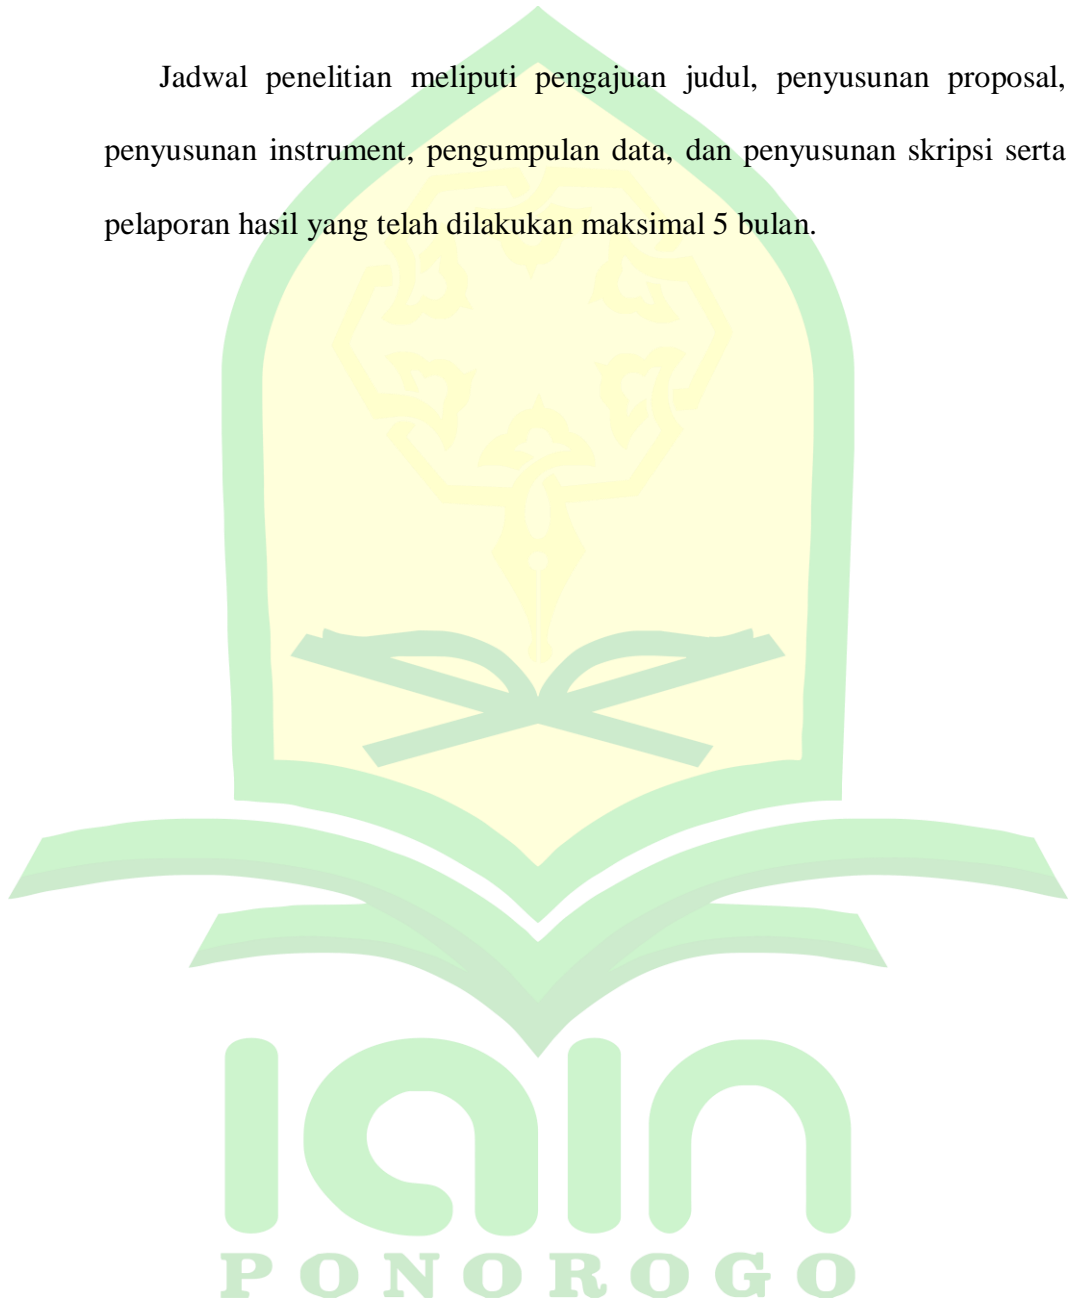 Jadwal penelitian meliputi pengajuan judul, penyusunan proposal,
penyusunan instrument, pengumpulan data, dan penyusunan skripsi serta
pelaporan hasil yang telah dilakukan maksimal 5 bulan.
iain
PONOROGO